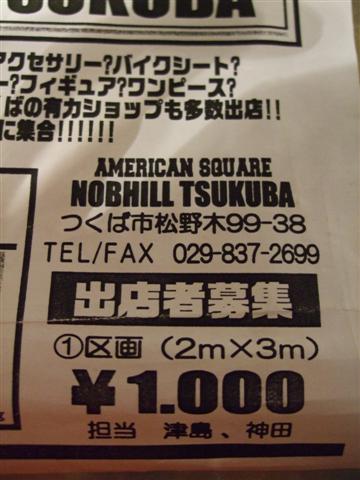 TSUKUBA
アクセサリー?バイクシート?
ー?フィギュア?ワンピース?
くばの有力ショップも多数出店!!
に集合!!!!!!
AMERICAN SQUARE
NOBHILL TSUKUBA
つくば市松野木99-38
TEL/FAX 029-837-2699
出店者募集
①区画(2m×3m)
¥1.000
担当 津島、神田